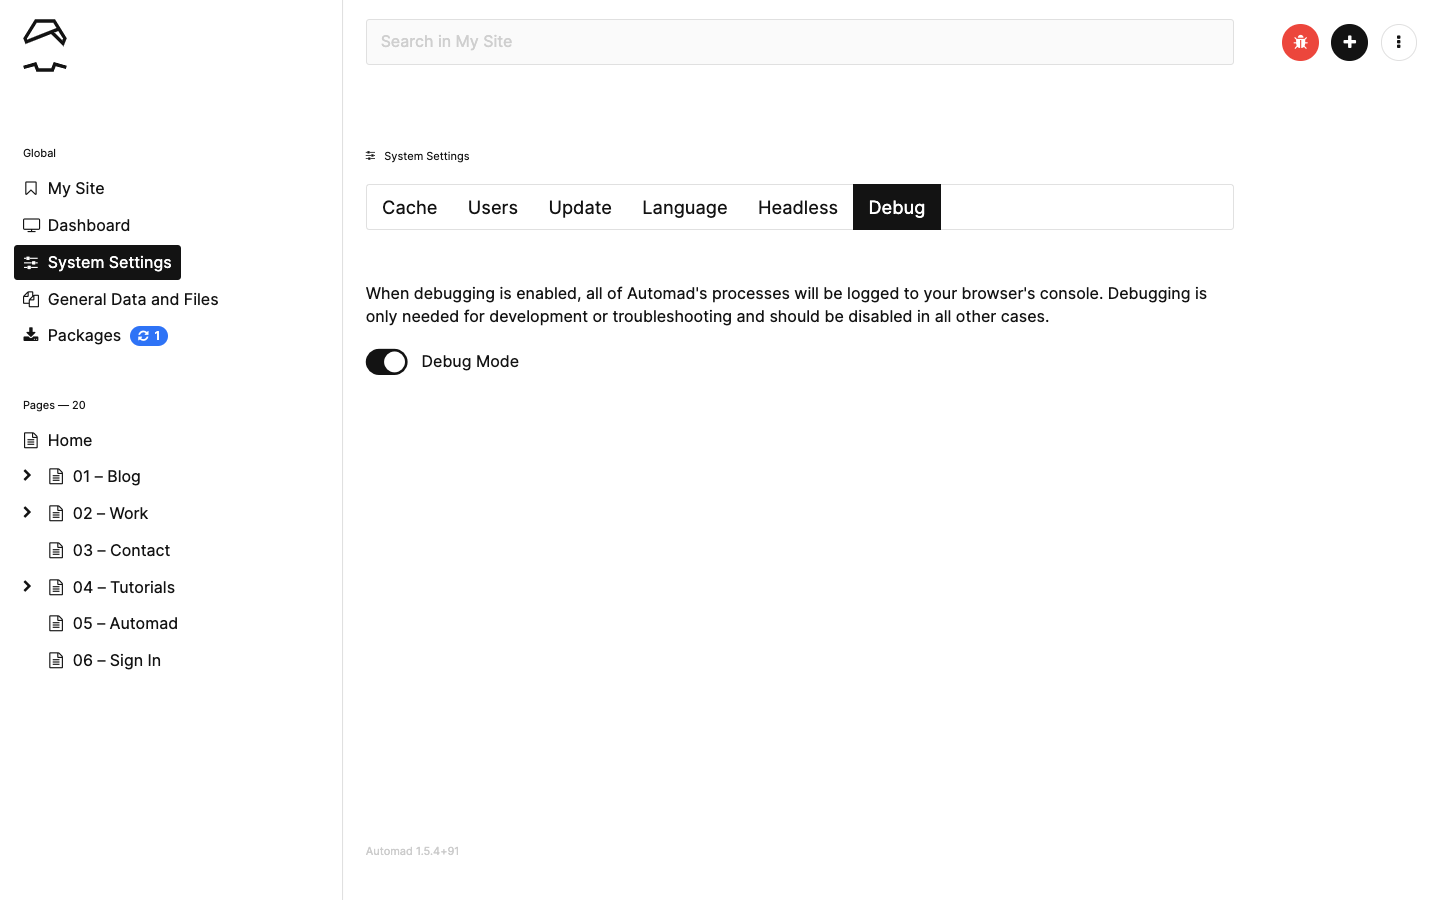 Search in My Site
Global
My Site
Dashboard
System Settings
General Data and Files
Packages 1
Pages — 20
Home
01 – Blog
02 – Work
03 – Contact
04 – Tutorials
05 – Automad
06 – Sign In
System Settings
Cache Users Update Language Headless Debug
When debugging is enabled, all of Automad's processes will be logged to your browser's console. Debugging is
only needed for development or troubleshooting and should be disabled in all other cases.
Debug Mode
Automad 1.5.4+91